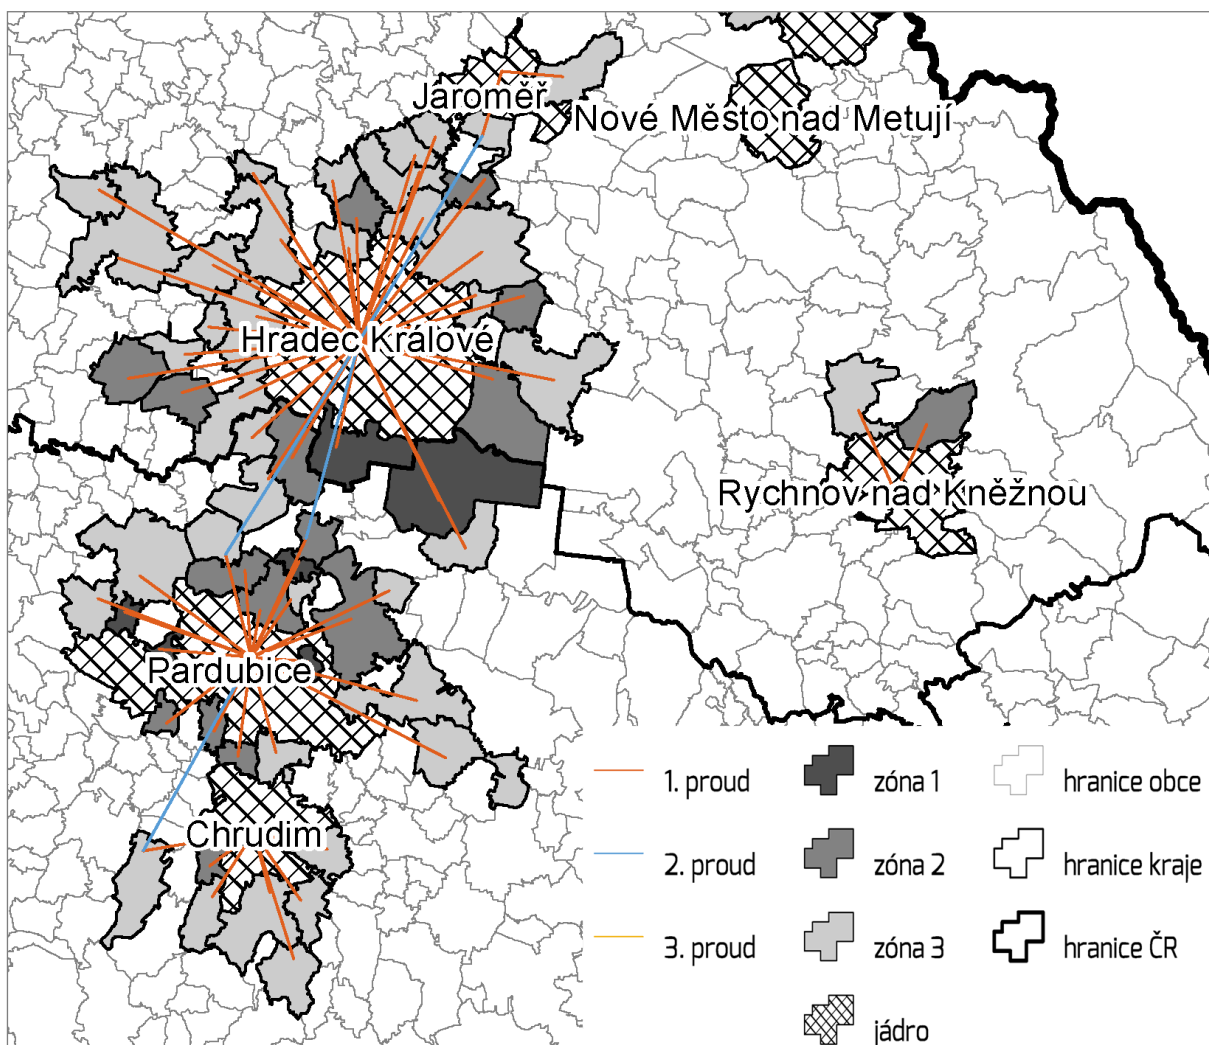 Jaroměř
Nové Město nad Metují
Hradec Králové
Rychnov nad Kněžnou
Pardubice
Chrudim
1. proud
zóna 1
hranice obce
2. proud
zóna 2
hranice kraje
3. proud
zóna 3
hranice ČR
jádro